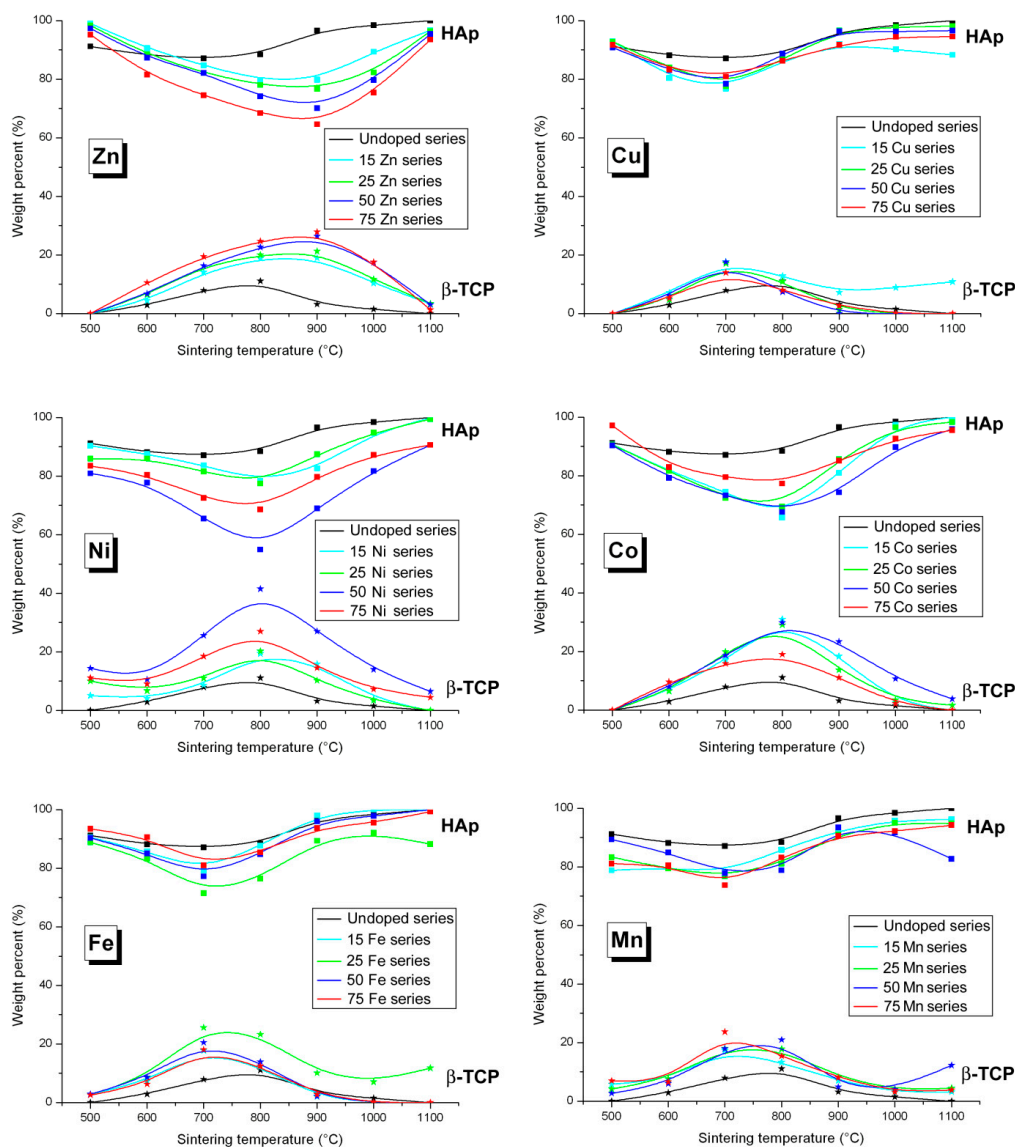 100
80
60
40
20
0
Weight percent (%)
HAp
Zn
Undoped series
15 Zn series
25 Zn series
50 Zn series
75 Zn series
β-TCP
500 600 700 800 900 1000 1100
Sintering temperature (°C)
100
80
60
40
20
0
Weight percent (%)
HAp
Cu
Undoped series
15 Cu series
25 Cu series
50 Cu series
75 Cu series
β-TCP
500 600 700 800 900 1000 1100
Sintering temperature (°C)
100
80
60
40
20
0
Weight percent (%)
HAp
Ni
Undoped series
15 Ni series
25 Ni series
50 Ni series
75 Ni series
β-TCP
500 600 700 800 900 1000 1100
Sintering temperature (°C)
100
80
60
40
20
0
Weight percent (%)
HAp
Co
Undoped series
15 Co series
25 Co series
50 Co series
75 Co series
β-TCP
500 600 700 800 900 1000 1100
Sintering temperature (°C)
100
80
60
40
20
0
Weight percent (%)
HAp
Fe
Undoped series
15 Fe series
25 Fe series
50 Fe series
75 Fe series
β-TCP
500 600 700 800 900 1000 1100
Sintering temperature (°C)
100
80
60
40
20
0
Weight percent (%)
HAp
Mn
Undoped series
15 Mn series
25 Mn series
50 Mn series
75 Mn series
β-TCP
500 600 700 800 900 1000 1100
Sintering temperature (°C)